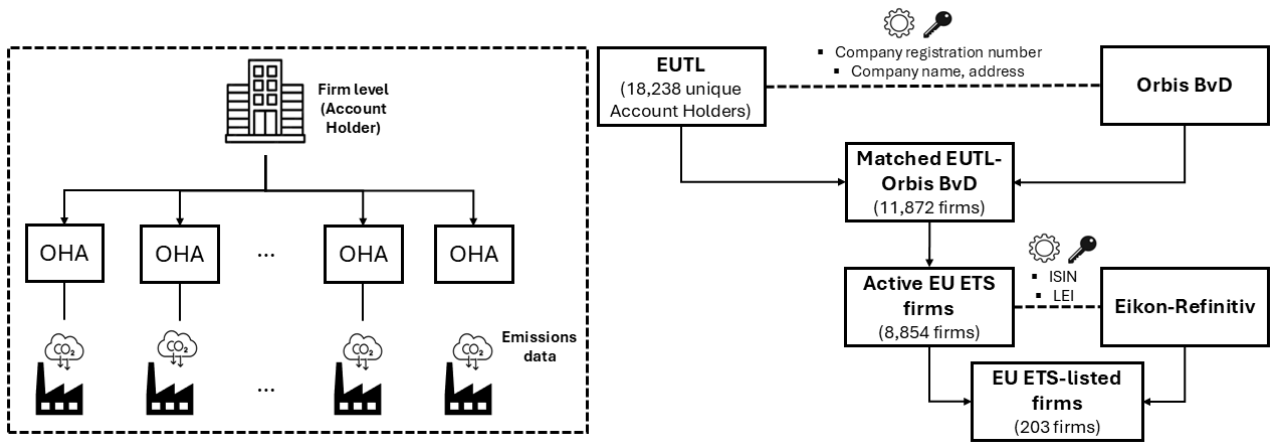 Firm level
(Account
Holder)
OHA
OHA
...
OHA
OHA
CO₂
CO₂
CO₂
CO₂
Emissions
data
...
▪ Company registration number
▪ Company name, address
EUTL
(18,238 unique
Account Holders)
Orbis BvD
Matched EUTL-
Orbis BvD
(11,872 firms)
▪ ISIN
▪ LEI
Active EU ETS
firms
(8,854 firms)
Eikon-Refinitiv
EU ETS-listed
firms
(203 firms)